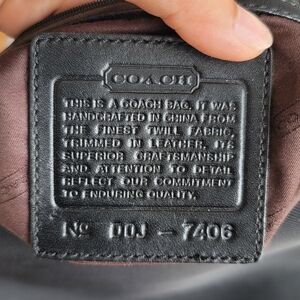 COACH
THIS IS A COACH BAG. IT WAS
HANDCRAFTED IN CHINA FROM
THE FINEST TWILL FABRIC,
TRIMMED IN LEATHER. ITS
SUPERIOR CRAFTSMANSHIP
AND ATTENTION TO DETAIL
REFLECT OUR COMMITMENT
TO ENDURING QUALITY.
Nº DDJ - 7406